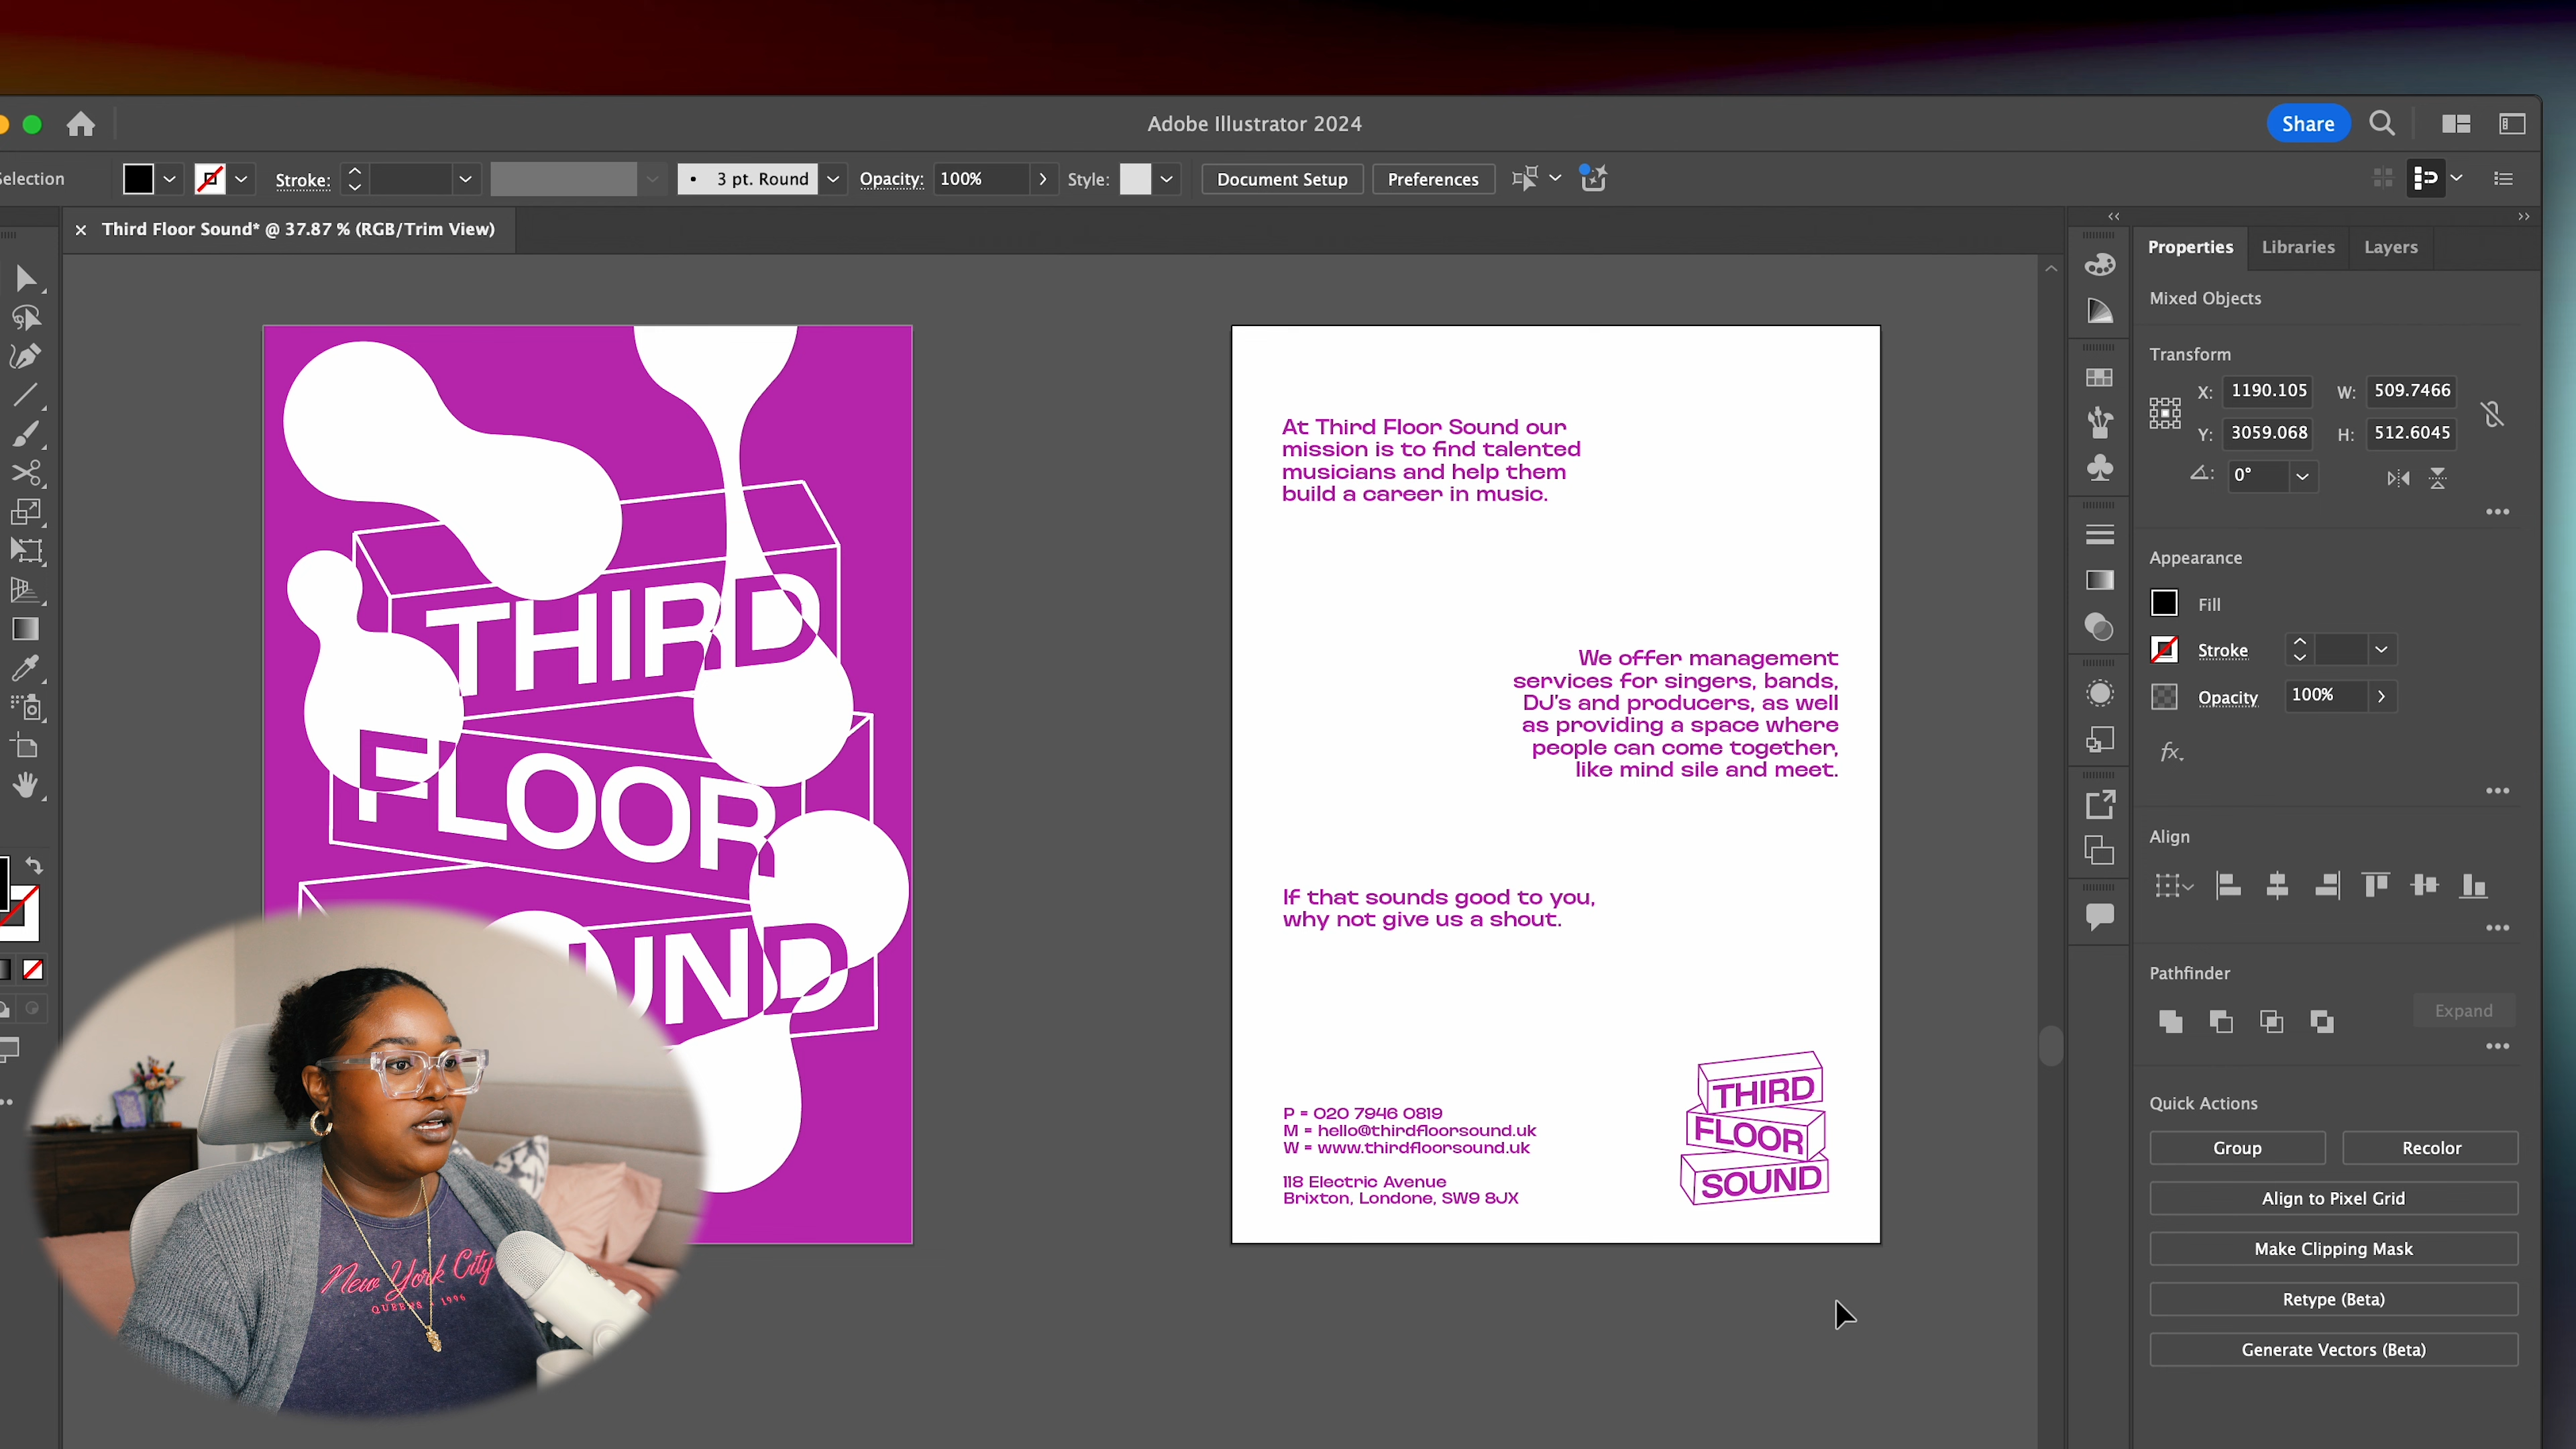 Adobe Illustrator 2024
Share
Selection
Stroke:
3 pt. Round
Opacity:
100%
Style:
Document Setup
Preferences
Third Floor Sound* @ 37.87 % (RGB/Trim View)
THIRD
FLOOR
UND
At Third Floor Sound our
mission is to find talented
musicians and help them
build a career in music.
We offer management
services for singers, bands,
DJ's and producers, as well
as providing a space where
people can come together,
like mind sile and meet.
If that sounds good to you,
why not give us a shout.
P = 020 7946 0819
M = hello@thirdfloorsound.uk
W = www.thirdfloorsound.uk
118 Electric Avenue
Brixton, Londone, SW9 8JX
THIRD
FLOOR
SOUND
New York City
QUEENS • 1996
Properties
Libraries
Layers
Mixed Objects
Transform
X: 1190.105 W: 509.7466
Y: 3059.068 H: 512.6045
0°
Appearance
Fill
Stroke
Opacity 100%
fx
Align
Pathfinder
Expand
Quick Actions
Group
Recolor
Align to Pixel Grid
Make Clipping Mask
Retype (Beta)
Generate Vectors (Beta)